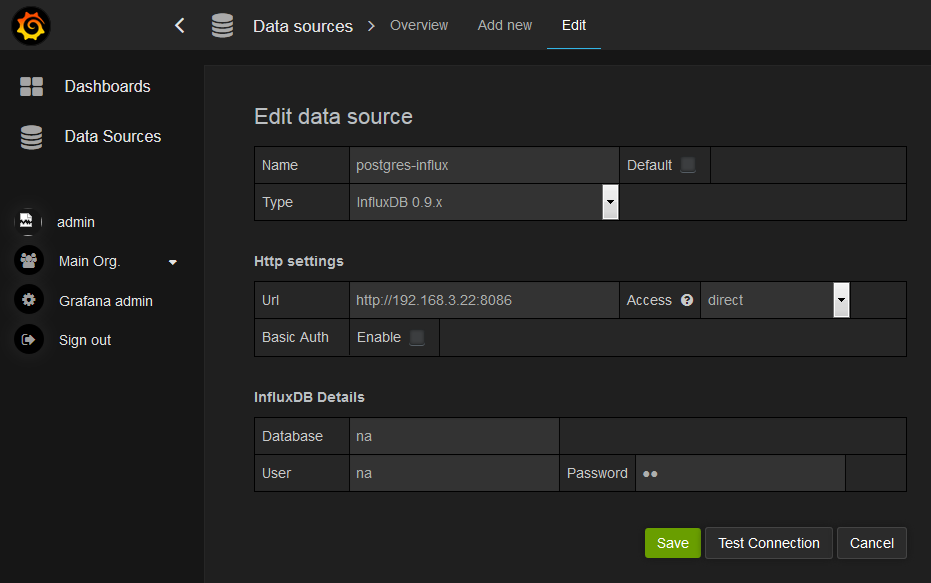 Data sources > Overview Add new Edit
Dashboards
Data Sources
admin
Main Org.
Grafana admin
Sign out
Edit data source
Name postgres-influx Default
Type InfluxDB 0.9.x
Http settings
Url http://192.168.3.22:8086 Access ? direct
Basic Auth Enable
InfluxDB Details
Database na
User na Password ●●
Save Test Connection Cancel